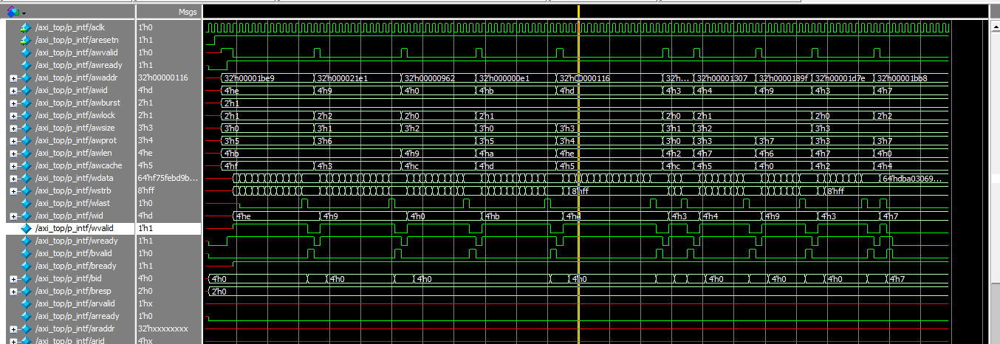 Msgs
/axi_top/p_intf/aclk 1'h0
/axi_top/p_intf/aresetn 1'h1
/axi_top/p_intf/awvalid 1'h0
/axi_top/p_intf/awready 1'h1
/axi_top/p_intf/awaddr 32'h00000116 32'h00001be9 32'h000021e1 32'h00000962 32'h000000e1 32'h00000116 32'h... 32'h00001307 32'h0000189f 32'h00001d7e 32'h00001bb8
/axi_top/p_intf/awid 4'hd 4'he 4'h9 4'h0 4'hb 4'hd 4'h3 4'h4 4'h9 4'h3 4'h7
/axi_top/p_intf/awburst 2'h1 2'h1
/axi_top/p_intf/awlock 2'h1 2'h1 2'h2 2'h0 2'h1 2'h0 2'h1 2'h0 2'h2
/axi_top/p_intf/awsize 3'h3 3'h0 3'h1 3'h2 3'h0 3'h3 3'h1 3'h2 3'h3
/axi_top/p_intf/awprot 3'h4 3'h5 3'h6 3'h5 3'h4 3'h0 3'h3 3'h7 3'h3 3'h7
/axi_top/p_intf/awlen 4'he 4'hb 4'h9 4'ha 4'he 4'h2 4'h7 4'h6 4'h7 4'h0
/axi_top/p_intf/awcache 4'h5 4'hf 4'h3 4'hc 4'hd 4'h5 4'hc 4'h5 4'h0 4'h2 4'h4
/axi_top/p_intf/wdata 64'hf75febd9b... 64'hdba03069...
/axi_top/p_intf/wstrb 8'hff 8'hff 8'hff
/axi_top/p_intf/wlast 1'h0
/axi_top/p_intf/wid 4'hd 4'he 4'h9 4'h0 4'hb 4'h3 4'h4 4'h9 4'h3 4'h7
/axi_top/p_intf/wvalid 1'h1
/axi_top/p_intf/wready 1'h1
/axi_top/p_intf/bvalid 1'h0
/axi_top/p_intf/bready 1'h1
/axi_top/p_intf/bid 4'h0 4'h0 4'h0 4'h0 4'h0 4'h0 4'h0 4'h0 4'h7
/axi_top/p_intf/bresp 2'h0 2'h0
/axi_top/p_intf/arvalid 1'hx
/axi_top/p_intf/arready 1'h0
/axi_top/p_intf/araddr 32'hxxxxxxxx
/axi_top/p_intf/arid 4'hx